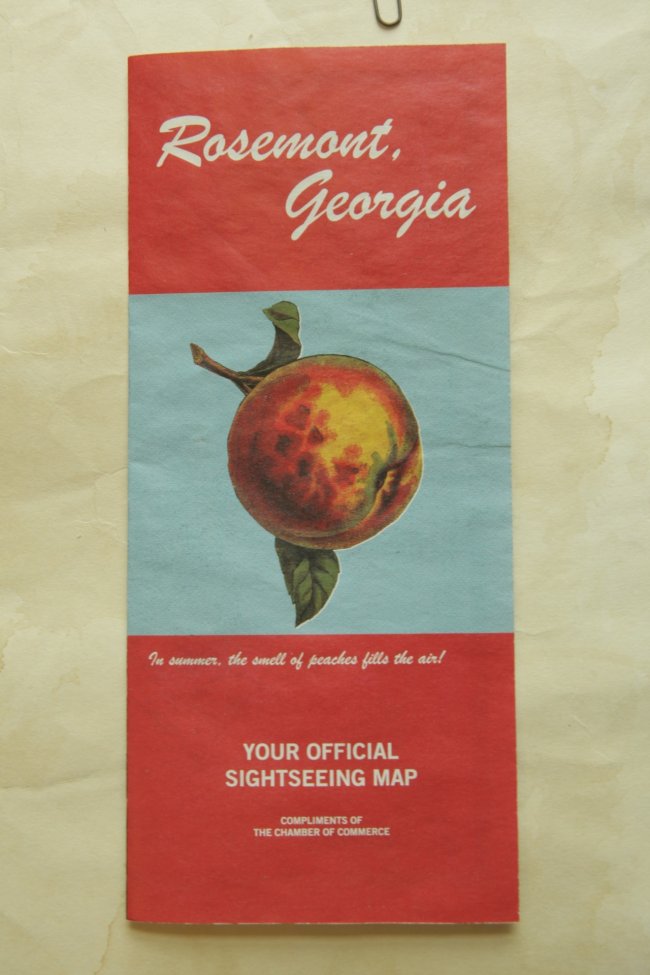 Rosemont,
Georgia
In summer, the smell of peaches fills the air!
YOUR OFFICIAL
SIGHTSEEING MAP
COMPLIMENTS OF
THE CHAMBER OF COMMERCE